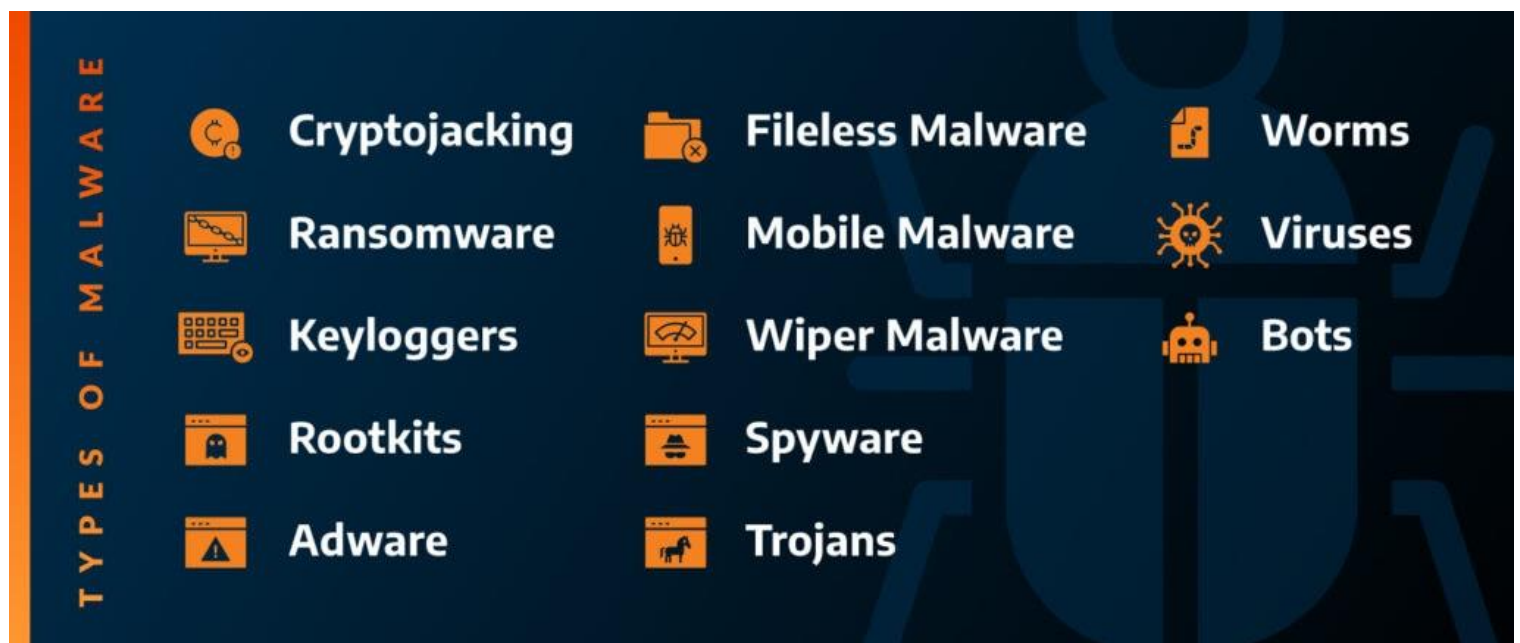 TYPES OF MALWARE
Cryptojacking
Ransomware
Keyloggers
Rootkits
Adware
Fileless Malware
Mobile Malware
Wiper Malware
Spyware
Trojans
Worms
Viruses
Bots